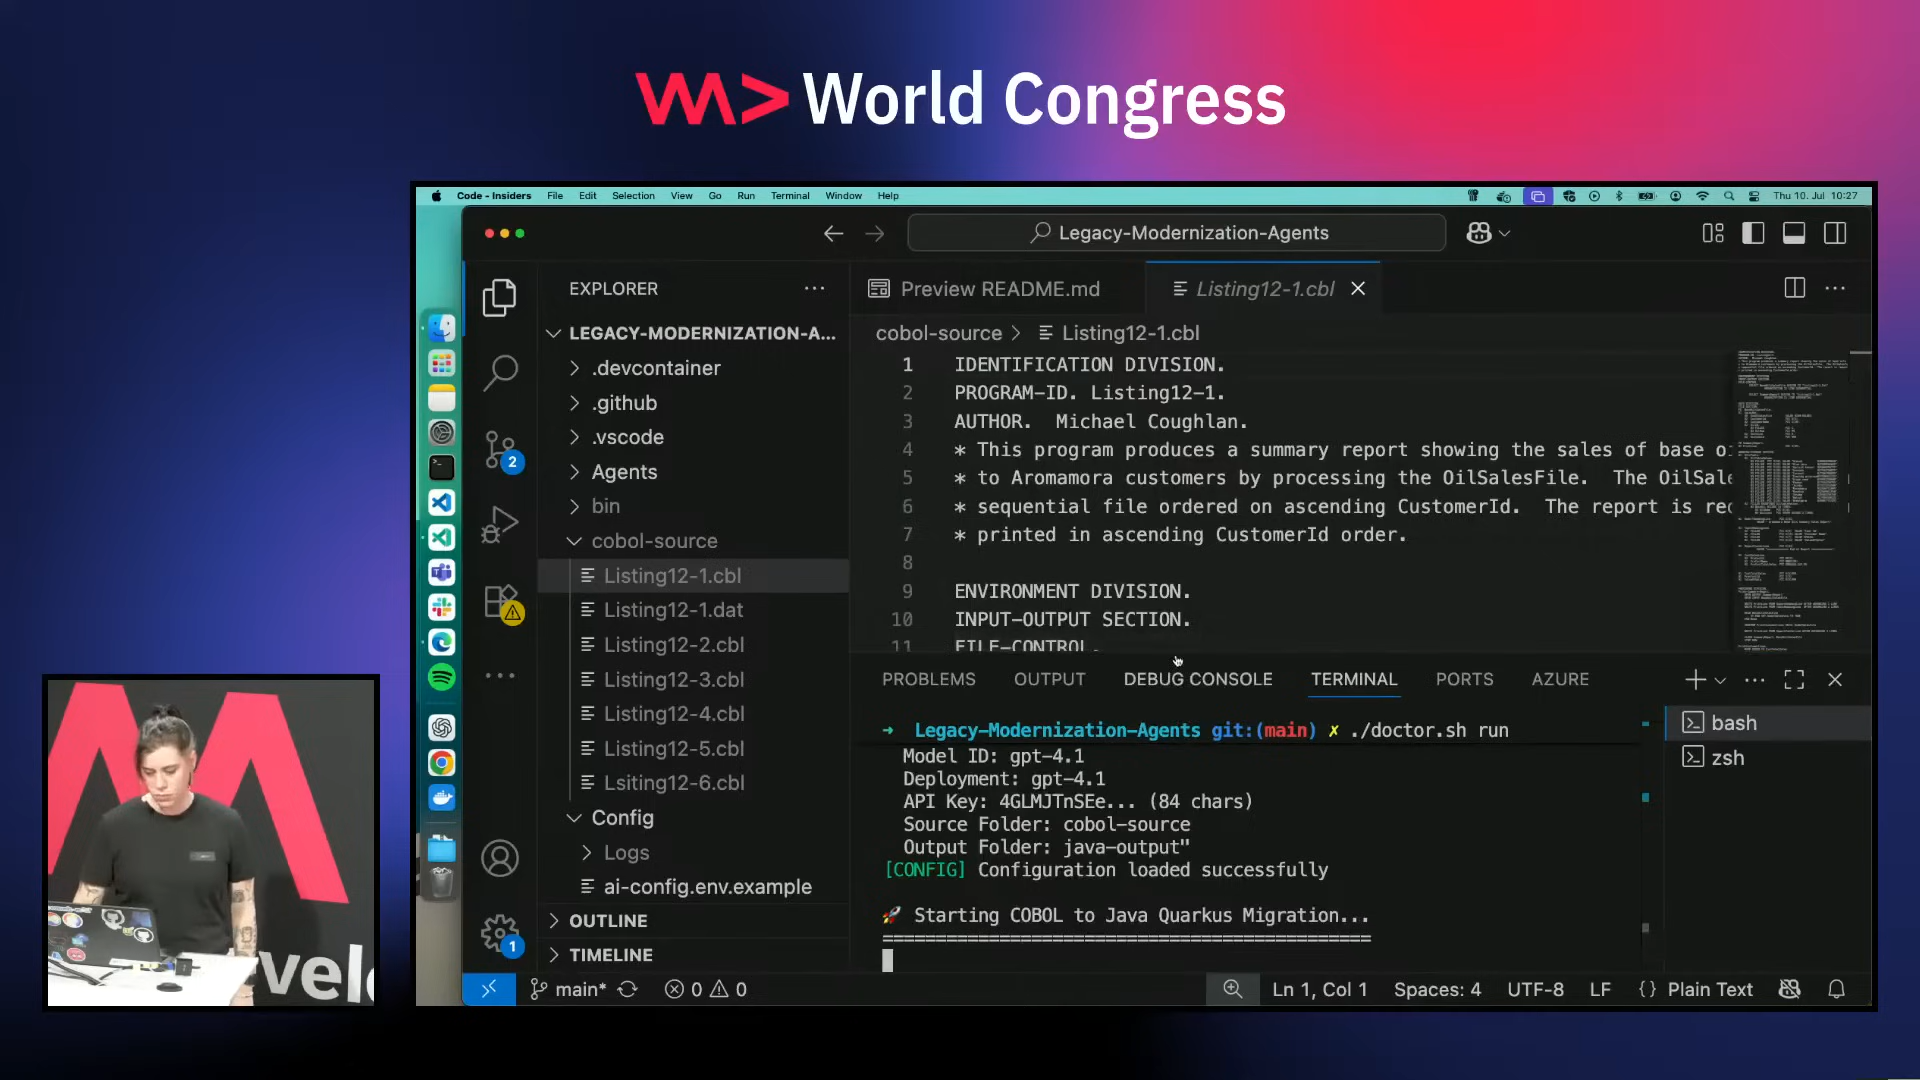 World Congress
Code - Insiders File Edit Selection View Go Run Terminal Window Help
Thu 10. Jul 10:27
Legacy-Modernization-Agents
EXPLORER
LEGACY-MODERNIZATION-A...
.devcontainer
.github
.vscode
Agents
bin
cobol-source
Listing12-1.cbl
Listing12-1.dat
Listing12-2.cbl
Listing12-3.cbl
Listing12-4.cbl
Listing12-5.cbl
Lsiting12-6.cbl
Config
Logs
ai-config.env.example
OUTLINE
TIMELINE
2
1
Preview README.md
Listing12-1.cbl
cobol-source > Listing12-1.cbl
1 IDENTIFICATION DIVISION.
2 PROGRAM-ID. Listing12-1.
3 AUTHOR. Michael Coughlan.
4 * This program produces a summary report showing the sales of base oi
5 * to Aromamora customers by processing the OilSalesFile. The OilSale
6 * sequential file ordered on ascending CustomerId. The report is req
7 * printed in ascending CustomerId order.
8
9 ENVIRONMENT DIVISION.
10 INPUT-OUTPUT SECTION.
11 FILE-CONTROL.
PROBLEMS OUTPUT DEBUG CONSOLE TERMINAL PORTS AZURE
→ Legacy-Modernization-Agents git:(main) ✗ ./doctor.sh run
Model ID: gpt-4.1
Deployment: gpt-4.1
API Key: 4GLMJTnSEe... (84 chars)
Source Folder: cobol-source
Output Folder: java-output"
[CONFIG] Configuration loaded successfully
🚀 Starting COBOL to Java Quarkus Migration...
==========================================
bash
zsh
main* 0 0
Ln 1, Col 1 Spaces: 4 UTF-8 LF {} Plain Text